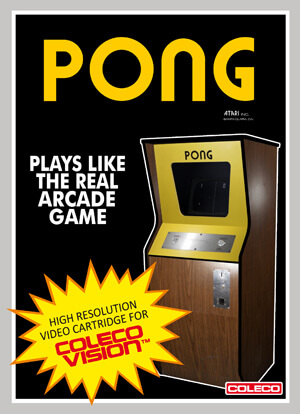 PONG
ATARI INC.
PLAYS LIKE
THE REAL
ARCADE
GAME
PONG
HIGH RESOLUTION
VIDEO CARTRIDGE FOR
COLECO
VISION™
COLECO